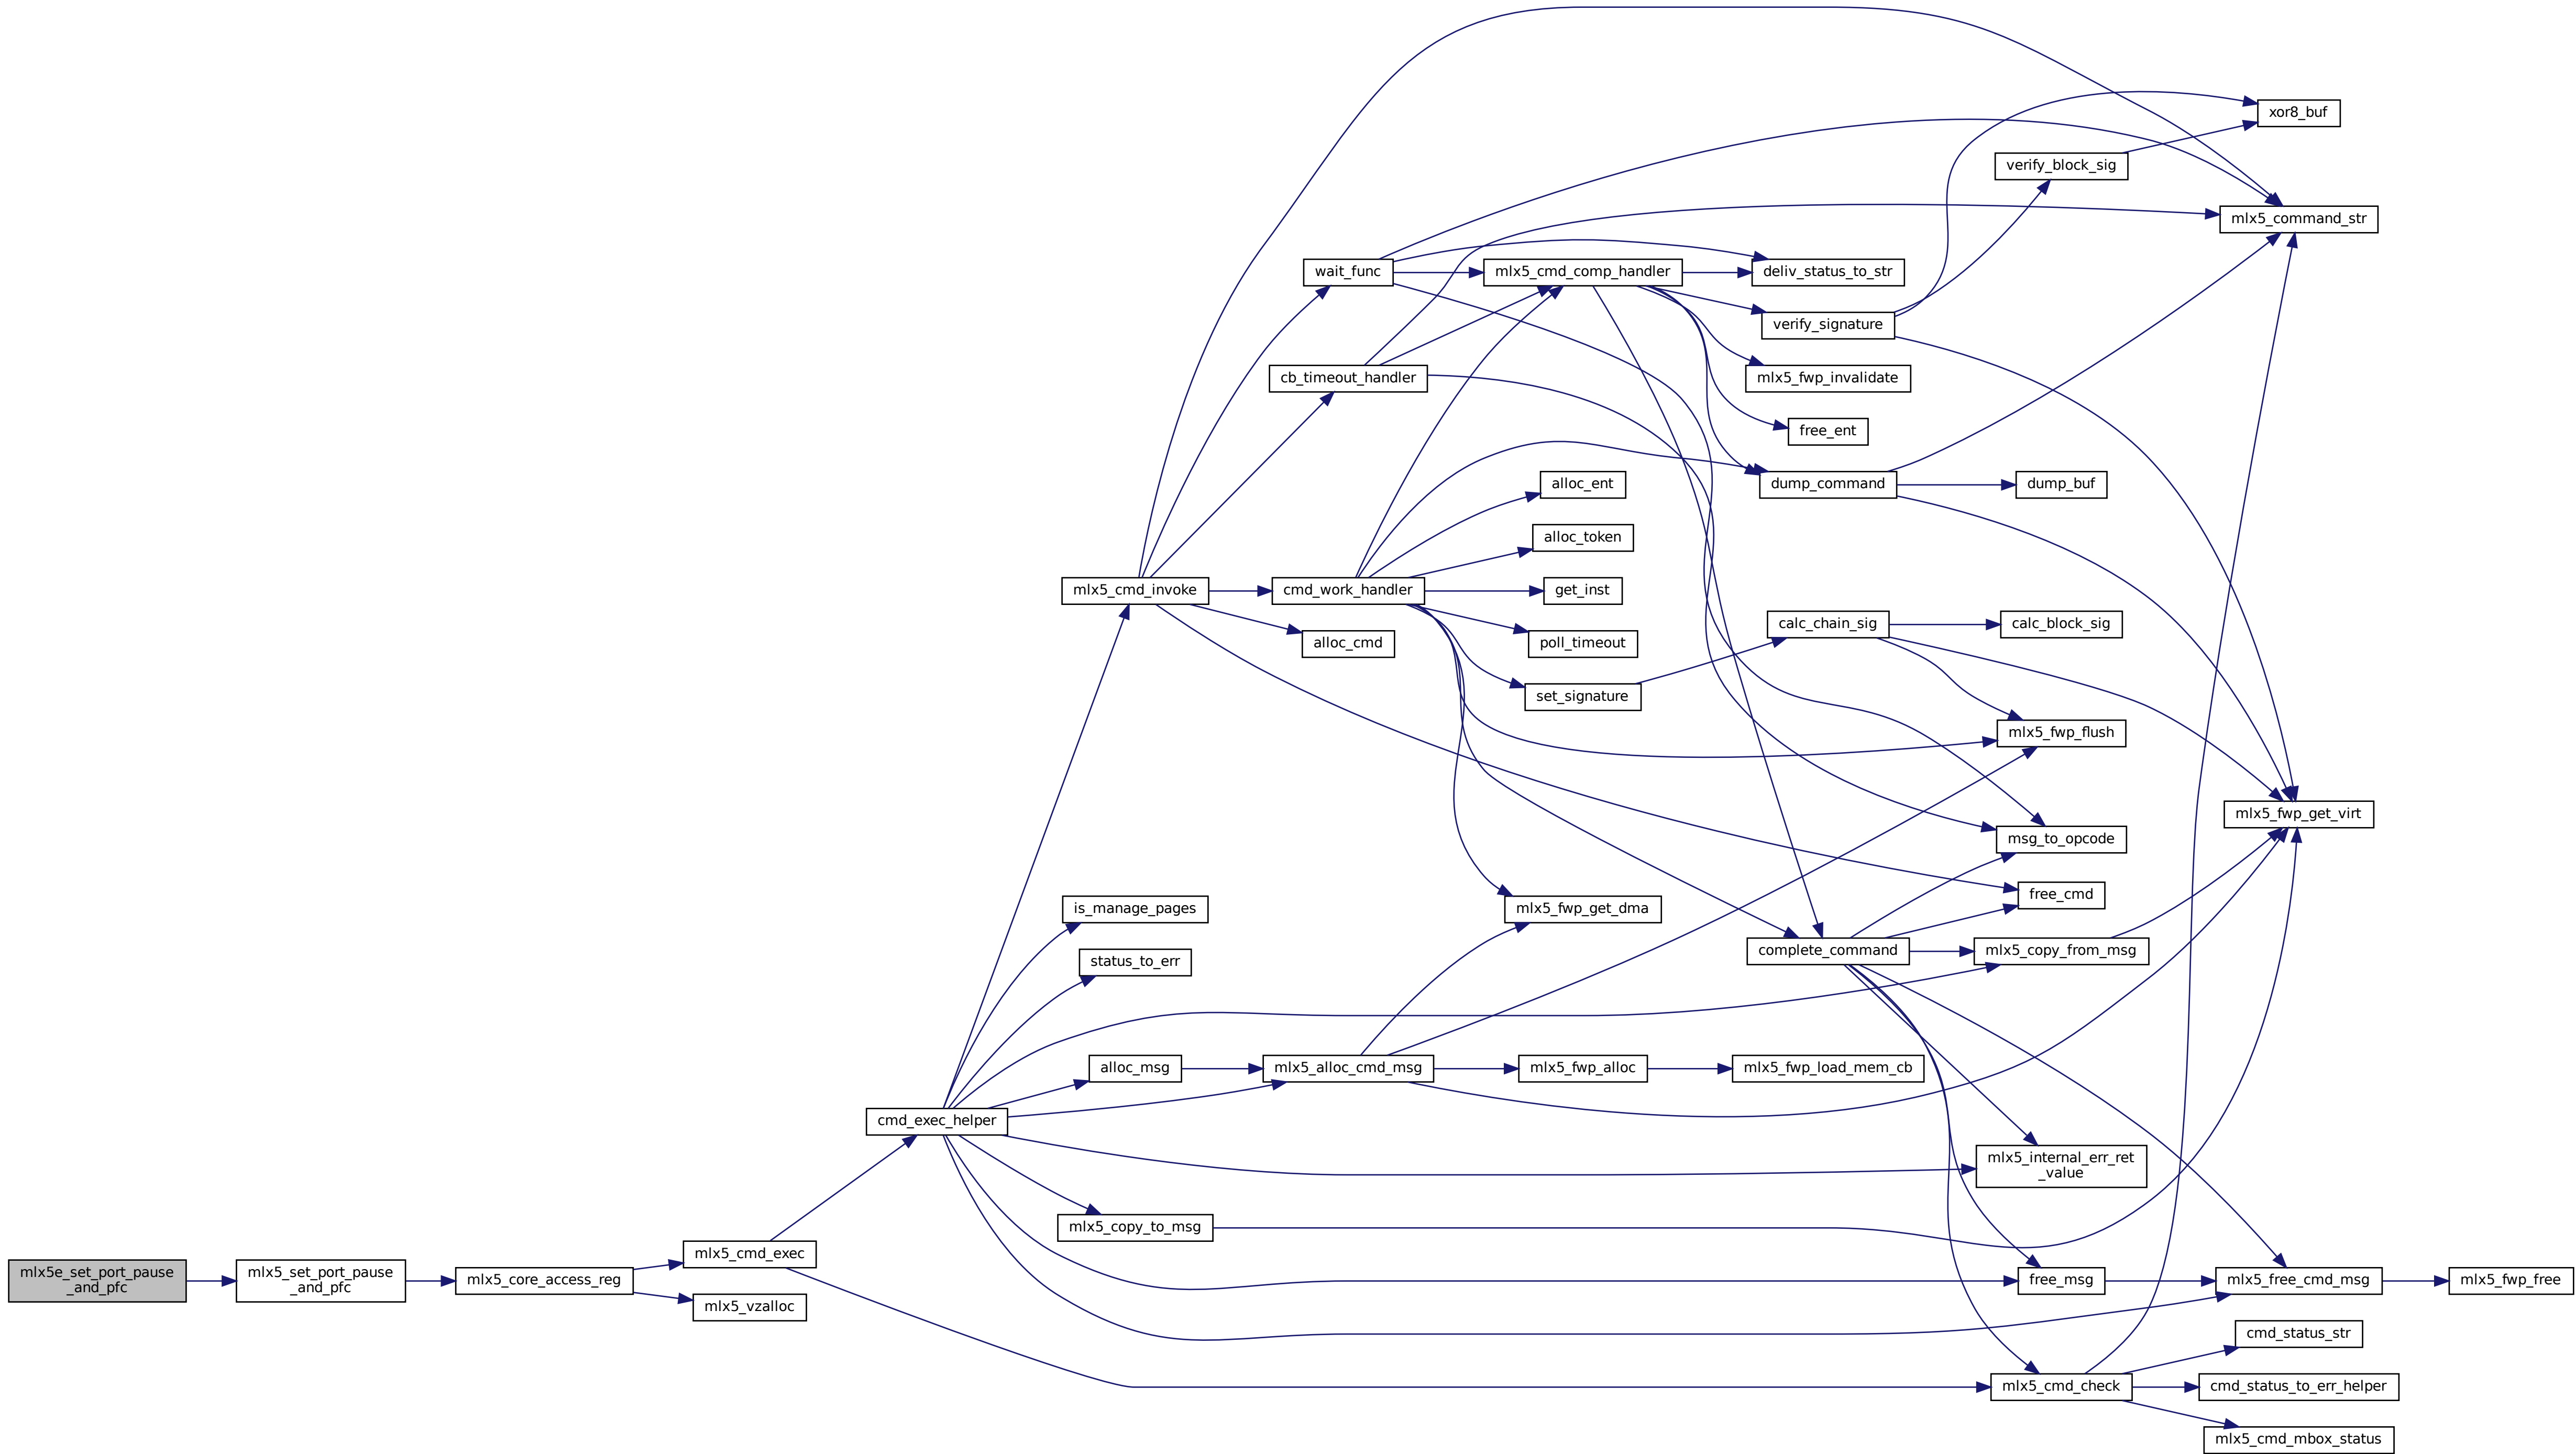 mlx5e_set_port_pause
_and_pfc
mlx5_set_port_pause
_and_pfc
mlx5_core_access_reg
mlx5_cmd_exec
mlx5_vzalloc
cmd_exec_helper
mlx5_cmd_invoke
is_manage_pages
status_to_err
alloc_msg
mlx5_copy_to_msg
wait_func
cb_timeout_handler
cmd_work_handler
alloc_cmd
mlx5_alloc_cmd_msg
mlx5_cmd_comp_handler
alloc_ent
alloc_token
get_inst
poll_timeout
set_signature
mlx5_fwp_get_dma
mlx5_fwp_alloc
deliv_status_to_str
verify_signature
mlx5_fwp_invalidate
free_ent
dump_command
calc_chain_sig
complete_command
mlx5_fwp_load_mem_cb
verify_block_sig
dump_buf
calc_block_sig
mlx5_fwp_flush
msg_to_opcode
free_cmd
mlx5_copy_from_msg
mlx5_internal_err_ret
_value
free_msg
mlx5_cmd_check
xor8_buf
mlx5_command_str
mlx5_fwp_get_virt
mlx5_free_cmd_msg
cmd_status_str
cmd_status_to_err_helper
mlx5_cmd_mbox_status
mlx5_fwp_free